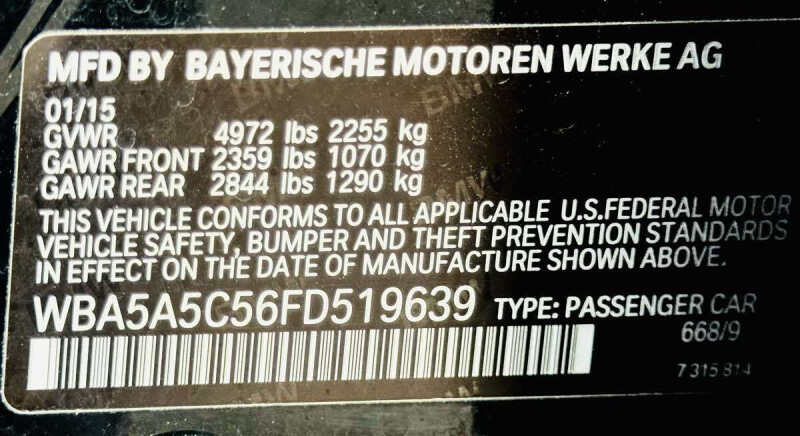 MFD BY BAYERISCHE MOTOREN WERKE AG
01/15
GVWR 4972 lbs 2255 kg
GAWR FRONT 2359 lbs 1070 kg
GAWR REAR 2844 lbs 1290 kg
THIS VEHICLE CONFORMS TO ALL APPLICABLE U.S.FEDERAL MOTOR
VEHICLE SAFETY, BUMPER AND THEFT PREVENTION STANDARDS
IN EFFECT ON THE DATE OF MANUFACTURE SHOWN ABOVE.
WBA5A5C56FD519639 TYPE: PASSENGER CAR
668/9
7 315 814